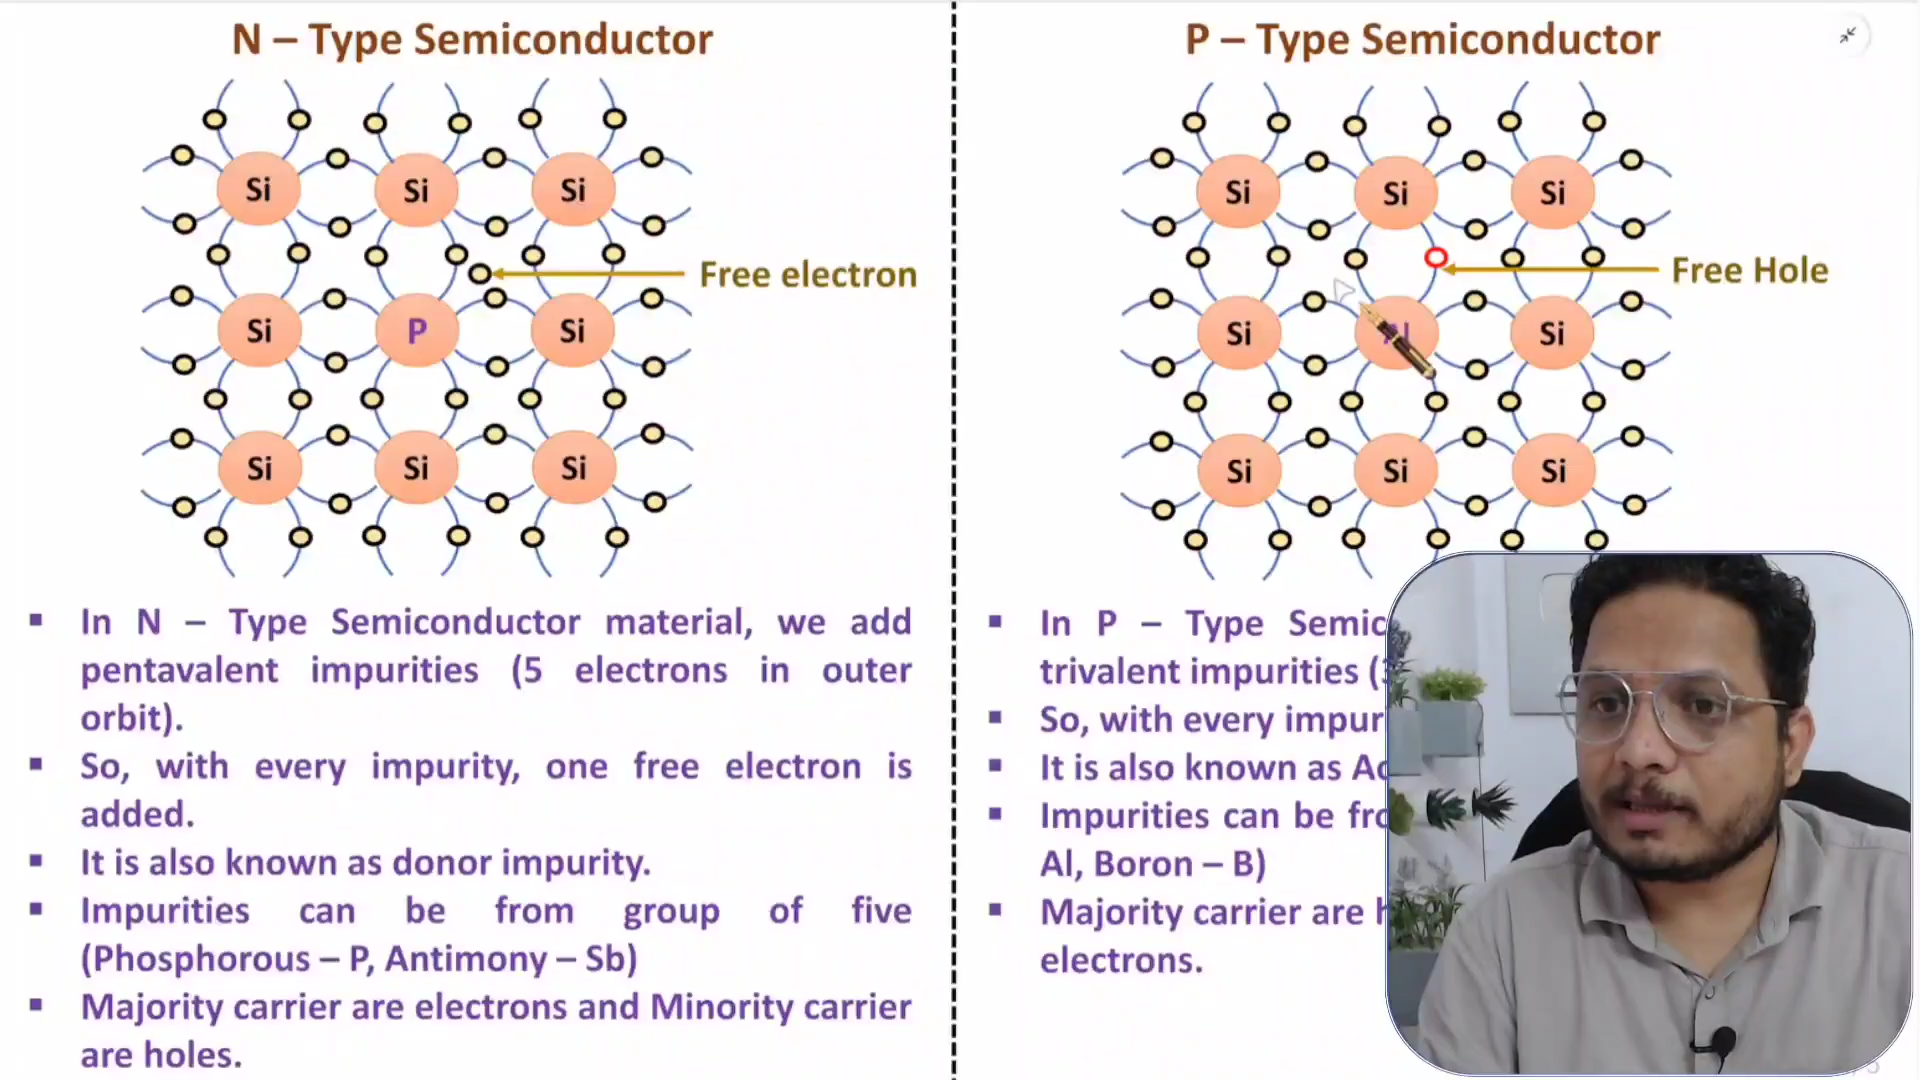 N – Type Semiconductor
Si Si Si
Free electron
Si P Si
Si Si Si
▪ In N – Type Semiconductor material, we add
pentavalent impurities (5 electrons in outer
orbit).
▪ So, with every impurity, one free electron is
added.
▪ It is also known as donor impurity.
▪ Impurities can be from group of five
(Phosphorous – P, Antimony – Sb)
▪ Majority carrier are electrons and Minority carrier
are holes.
P – Type Semiconductor
Si Si Si
Free Hole
Si Si
Si Si Si
▪ In P – Type
trivalent impurities
▪ So, with every
▪ It is also known as
▪ Impurities can be
Al, Boron – B)
▪ Majority carrier are
electrons.